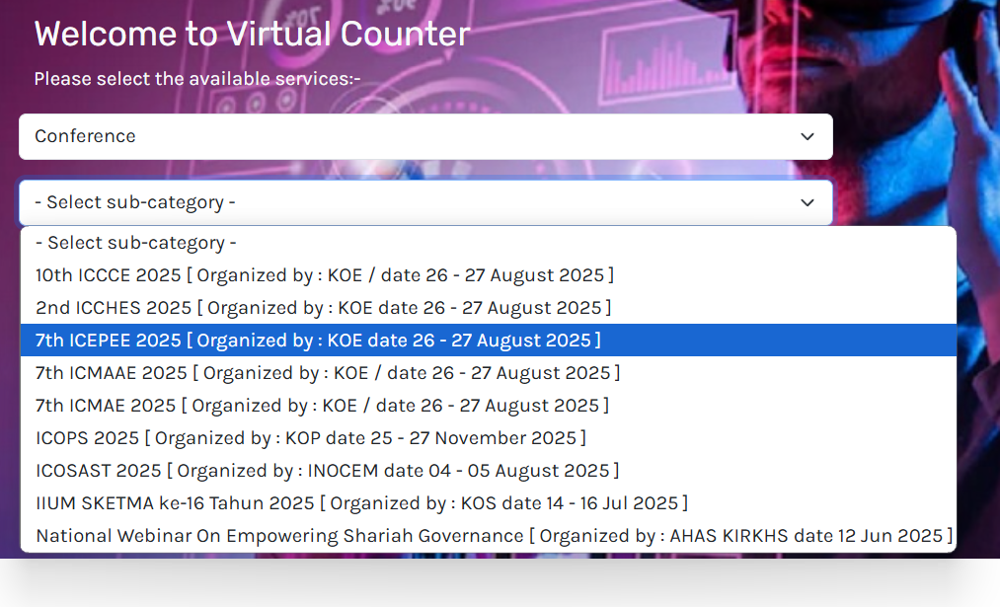 Welcome to Virtual Counter
Please select the available services:-
Conference
- Select sub-category -
- Select sub-category -
10th ICCCE 2025 [ Organized by : KOE / date 26 - 27 August 2025 ]
2nd ICCHES 2025 [ Organized by : KOE date 26 - 27 August 2025 ]
7th ICEPEE 2025 [ Organized by : KOE date 26 - 27 August 2025 ]
7th ICMAAE 2025 [ Organized by : KOE / date 26 - 27 August 2025 ]
7th ICMAE 2025 [ Organized by : KOE / date 26 - 27 August 2025 ]
ICOPS 2025 [ Organized by : KOP date 25 - 27 November 2025 ]
ICOSAST 2025 [ Organized by : INOCEM date 04 - 05 August 2025 ]
IIUM SKETMA ke-16 Tahun 2025 [ Organized by : KOS date 14 - 16 Jul 2025 ]
National Webinar On Empowering Shariah Governance [ Organized by : AHAS KIRKHS date 12 Jun 2025 ]